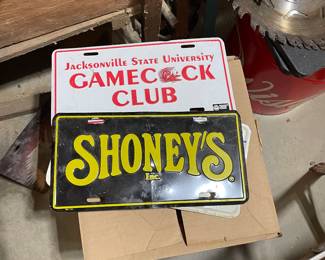 Jacksonville State University
GAMECOCK
CLUB
SHONEY'S
Inc.
®